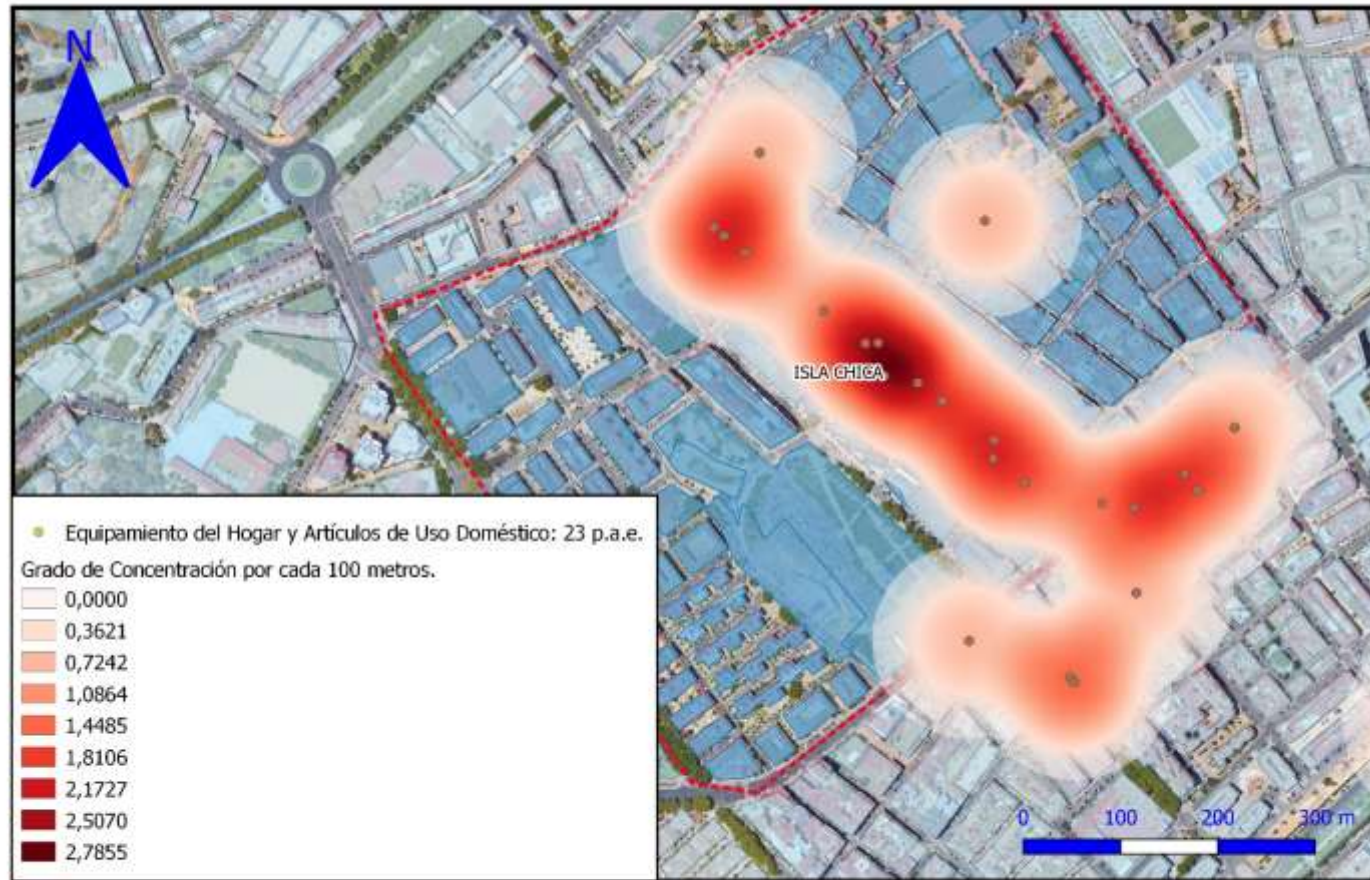 N
ISLA CHICA
Equipamiento del Hogar y Artículos de Uso Doméstico: 23 p.a.e.
Grado de Concentración por cada 100 metros.
0,0000
0,3621
0,7242
1,0864
1,4485
1,8106
2,1727
2,5070
2,7855
0 100 200 300 m